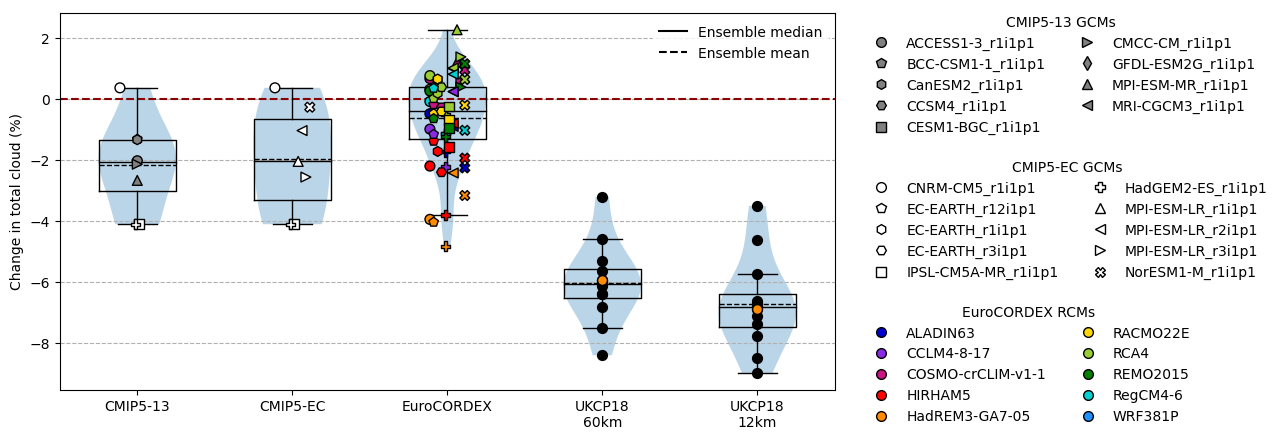 Change in total cloud (%)
2
0
−2
−4
−6
−8
CMIP5-13
CMIP5-EC
EuroCORDEX
UKCP18
60km
UKCP18
12km
Ensemble median
Ensemble mean
CMIP5-13 GCMs
ACCESS1-3_r1i1p1
BCC-CSM1-1_r1i1p1
CanESM2_r1i1p1
CCSM4_r1i1p1
CESM1-BGC_r1i1p1
CMCC-CM_r1i1p1
GFDL-ESM2G_r1i1p1
MPI-ESM-MR_r1i1p1
MRI-CGCM3_r1i1p1
CMIP5-EC GCMs
CNRM-CM5_r1i1p1
EC-EARTH_r12i1p1
EC-EARTH_r1i1p1
EC-EARTH_r3i1p1
IPSL-CM5A-MR_r1i1p1
HadGEM2-ES_r1i1p1
MPI-ESM-LR_r1i1p1
MPI-ESM-LR_r2i1p1
MPI-ESM-LR_r3i1p1
NorESM1-M_r1i1p1
EuroCORDEX RCMs
ALADIN63
CCLM4-8-17
COSMO-crCLIM-v1-1
HIRHAM5
HadREM3-GA7-05
RACMO22E
RCA4
REMO2015
RegCM4-6
WRF381P